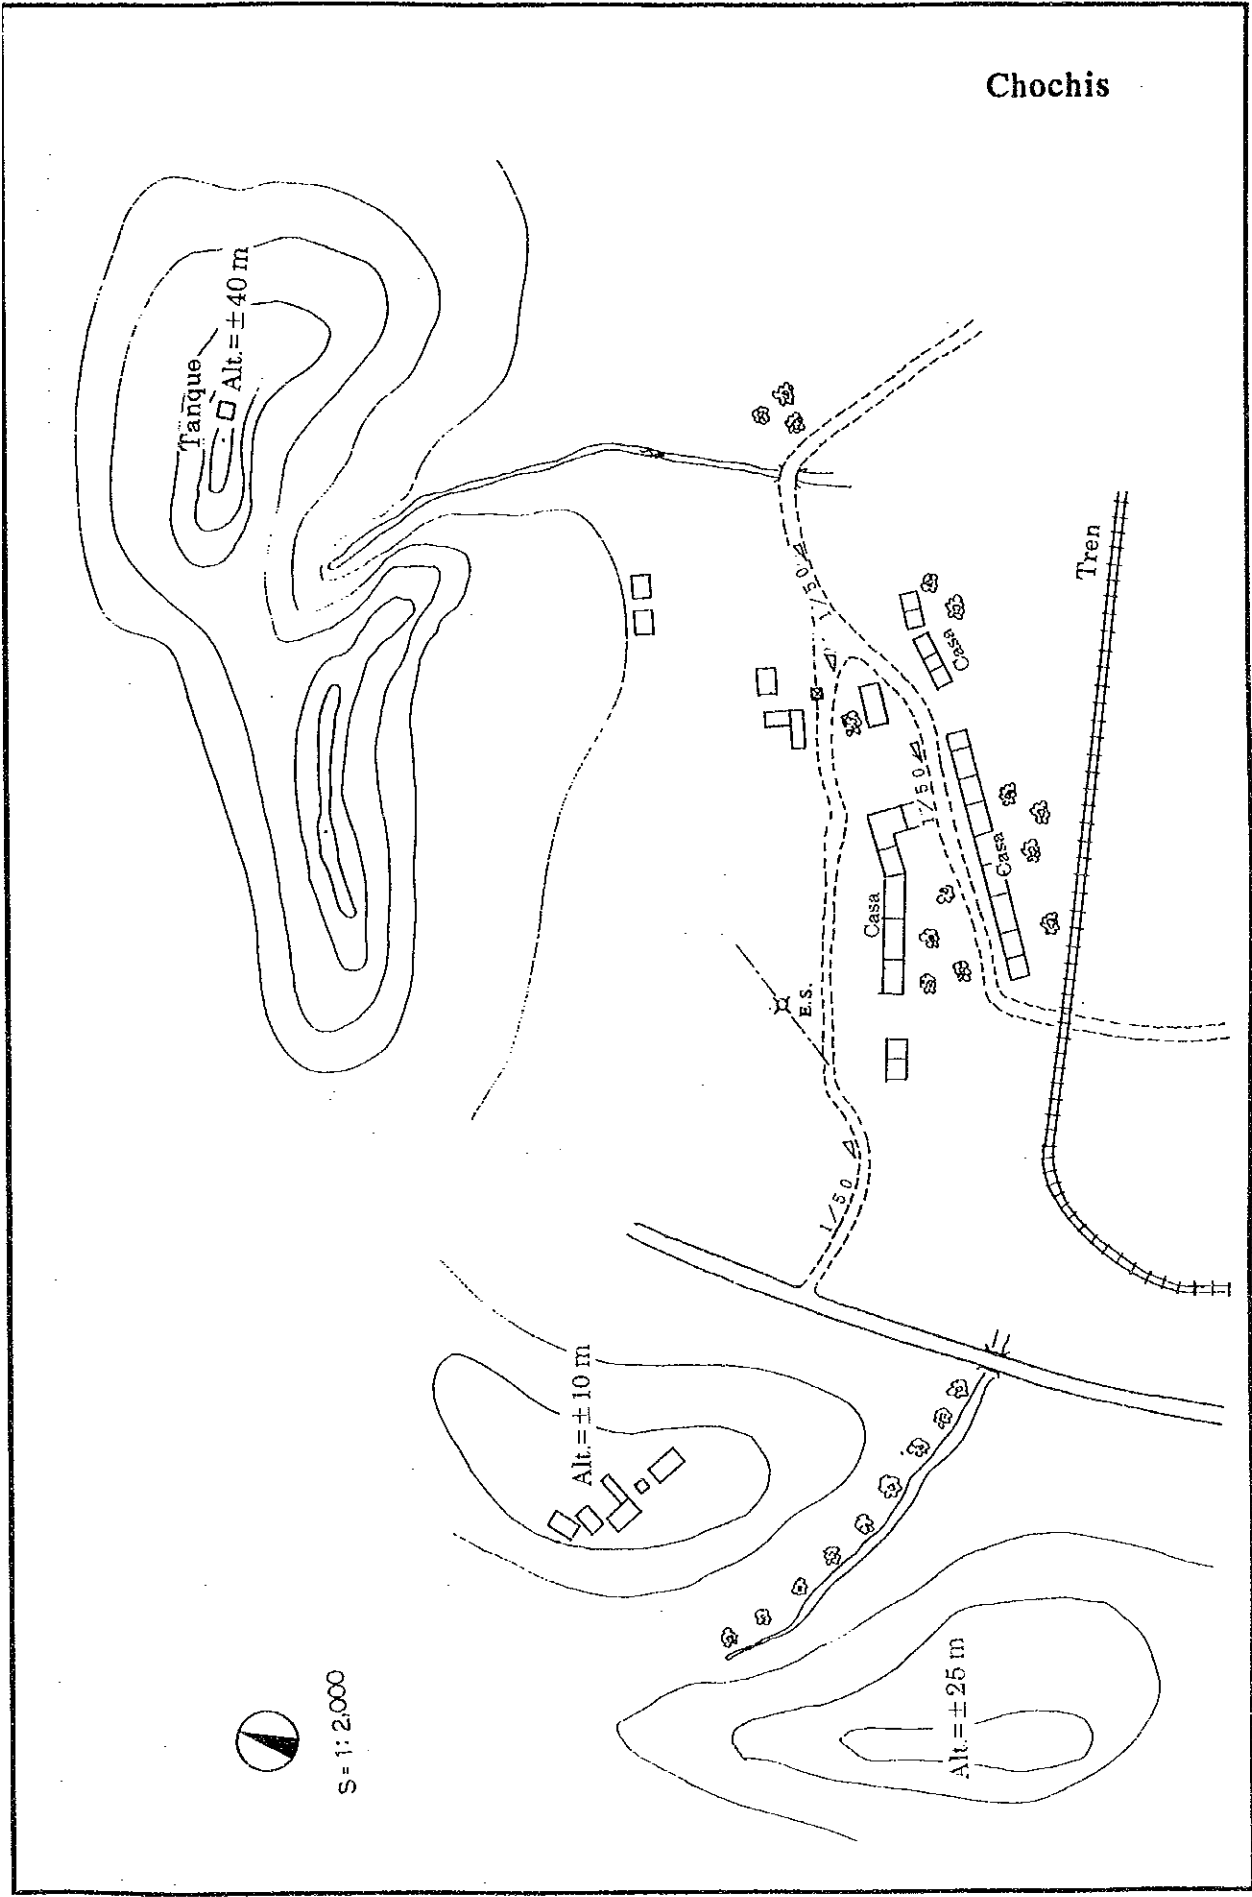 Chochis
Tanque
Alt.=±40 m
Tren
1/50
Casa
1/50
Casa
Casa
E.S.
1/50
Alt.=±10 m
Alt.=±25 m
S = 1:2,000